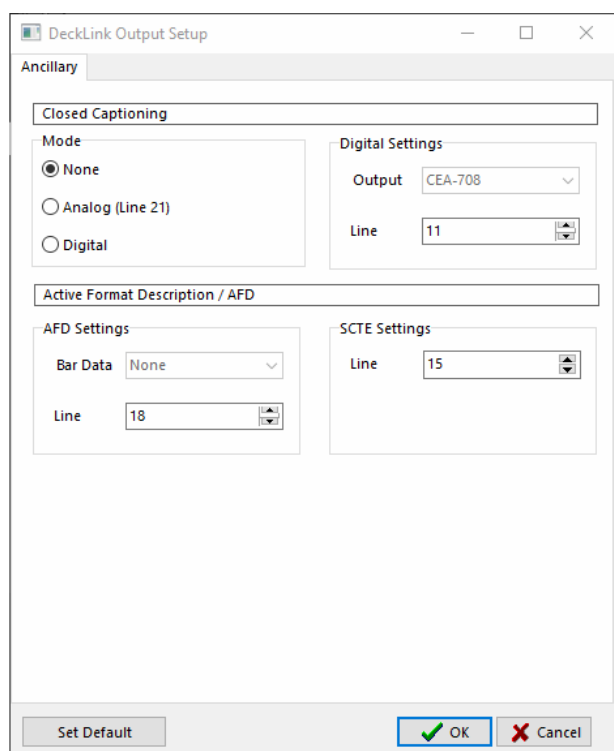 DeckLink Output Setup
Ancillary
Closed Captioning
Mode
None
Analog (Line 21)
Digital
Digital Settings
Output CEA-708
Line 11
Active Format Description / AFD
AFD Settings
Bar Data None
Line 18
SCTE Settings
Line 15
Set Default OK Cancel